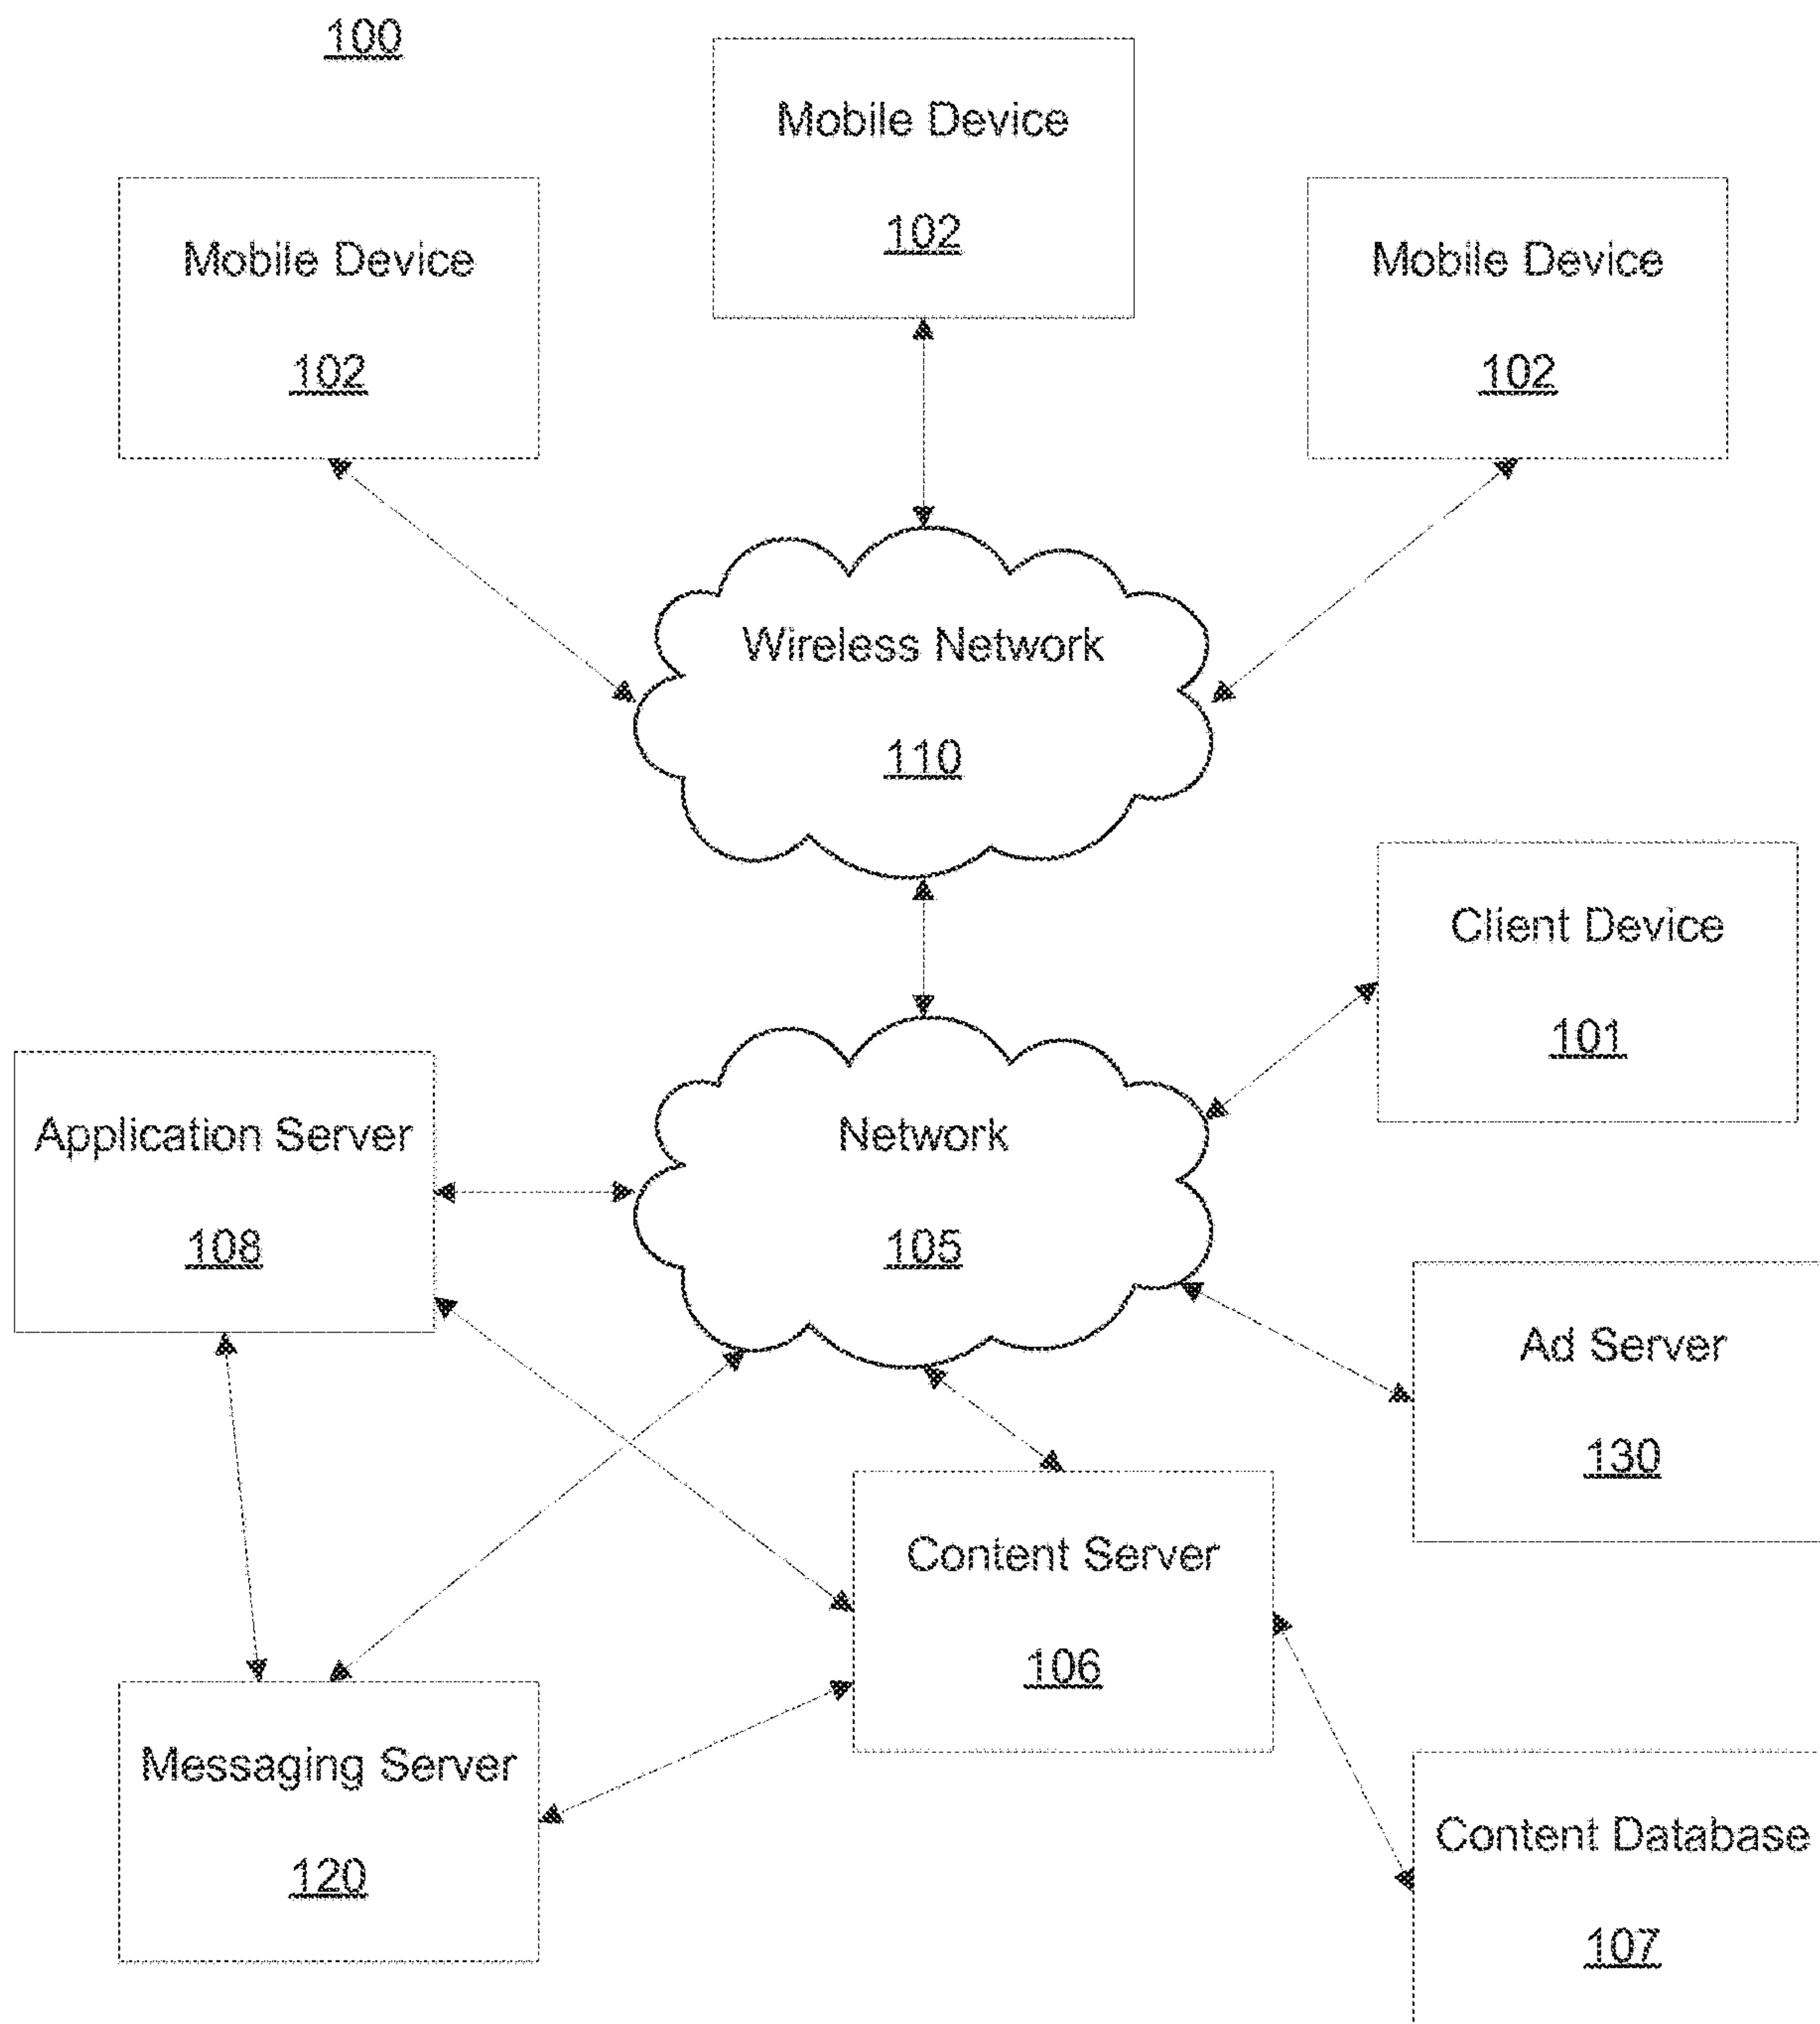 100
Mobile Device
102
Mobile Device
102
Mobile Device
102
Wireless Network
110
Client Device
101
Application Server
108
Network
105
Ad Server
130
Content Server
106
Messaging Server
120
Content Database
107